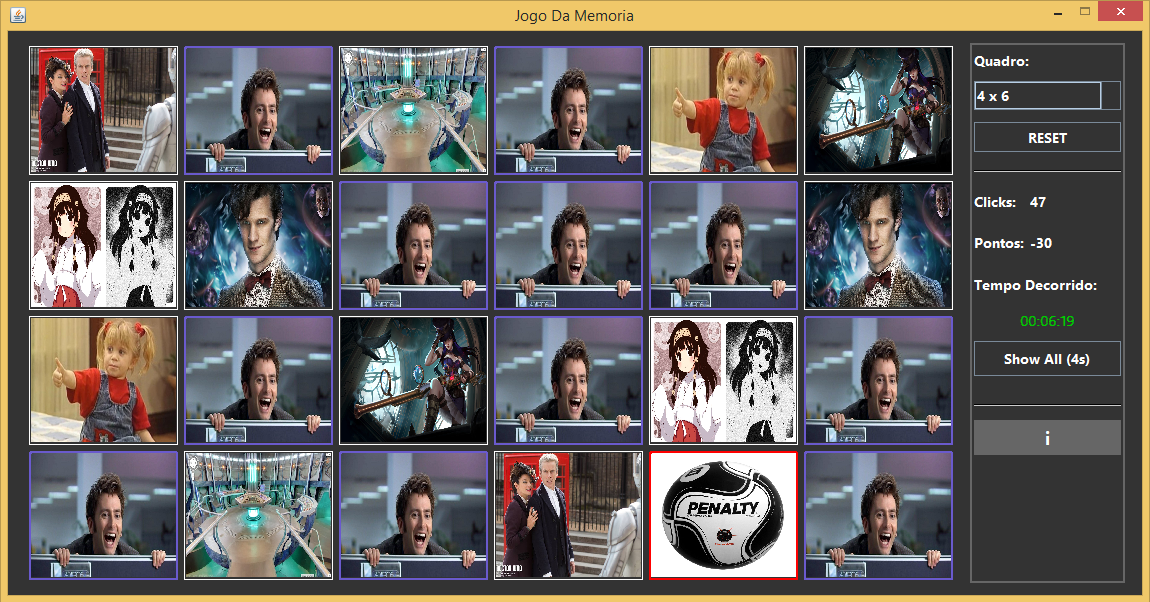 Jogo Da Memoria
Quadro:
4 x 6
RESET
Clicks: 47
Pontos: -30
Tempo Decorrido:
00:06:19
Show All (4s)
i
PENALTY